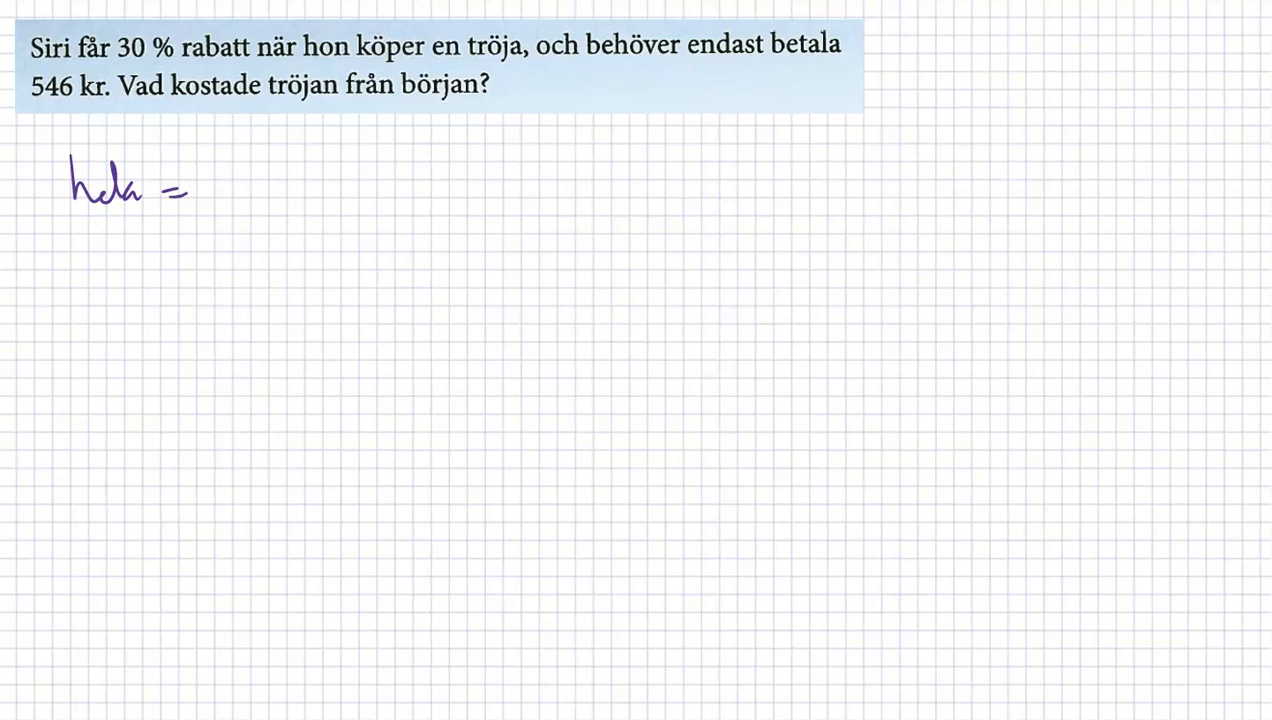 Siri får 30 % rabatt när hon köper en tröja, och behöver endast betala
546 kr. Vad kostade tröjan från början?
hela =